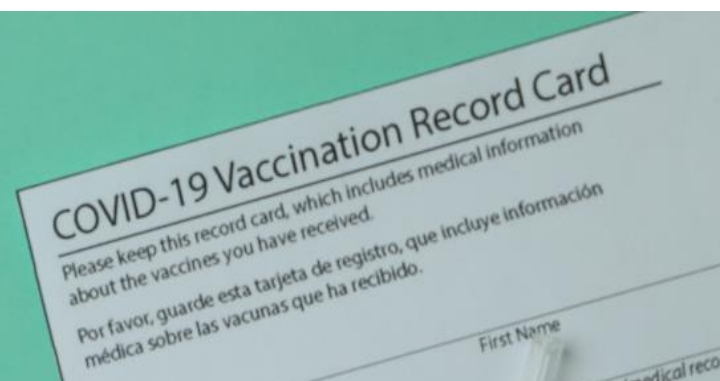 COVID-19 Vaccination Record Card
Please keep this record card, which includes medical information
about the vaccines you have received.
Por favor, guarde esta tarjeta de registro, que incluye información
médica sobre las vacunas que ha recibido.
First Name
medical reco